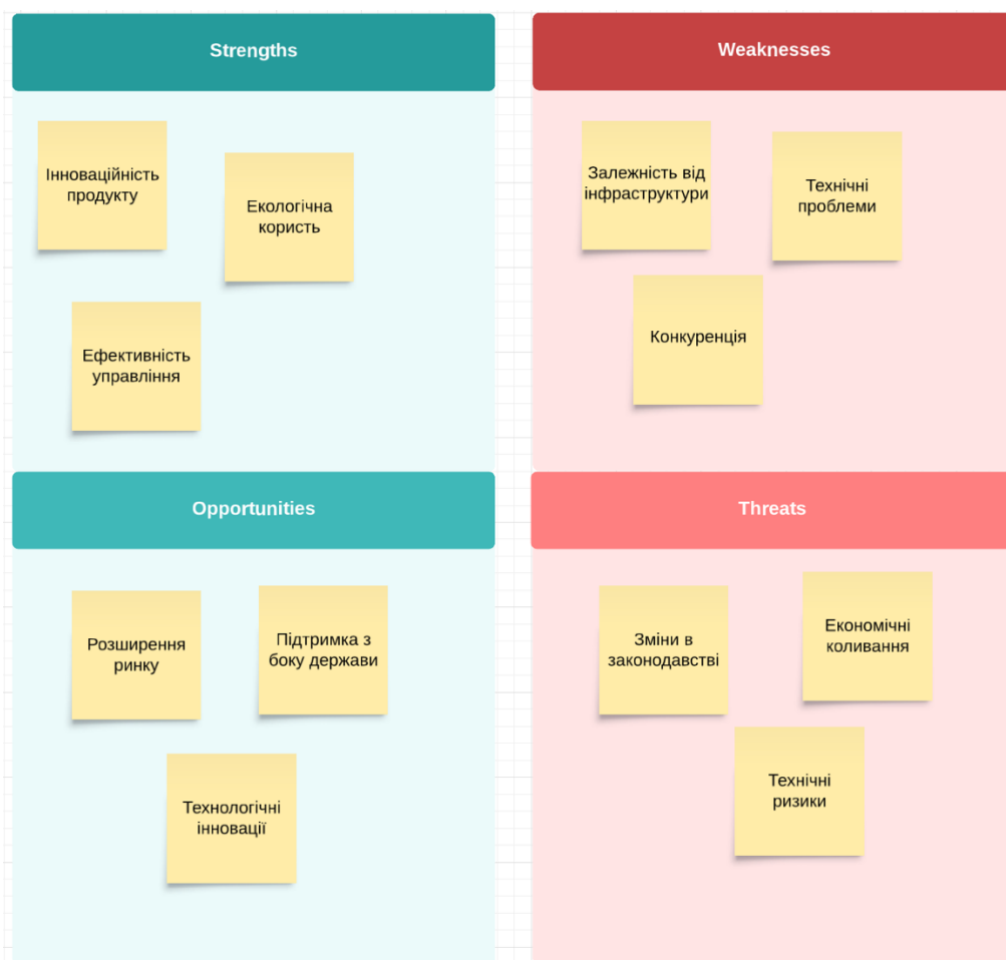 Strengths
Інноваційність
продукту
Екологічна
користь
Ефективність
управління
Weaknesses
Залежність від
інфраструктури
Технічні
проблеми
Конкуренція
Opportunities
Розширення
ринку
Підтримка з
боку держави
Технологічні
інновації
Threats
Зміни в
законодавстві
Економічні
коливання
Технічні
ризики